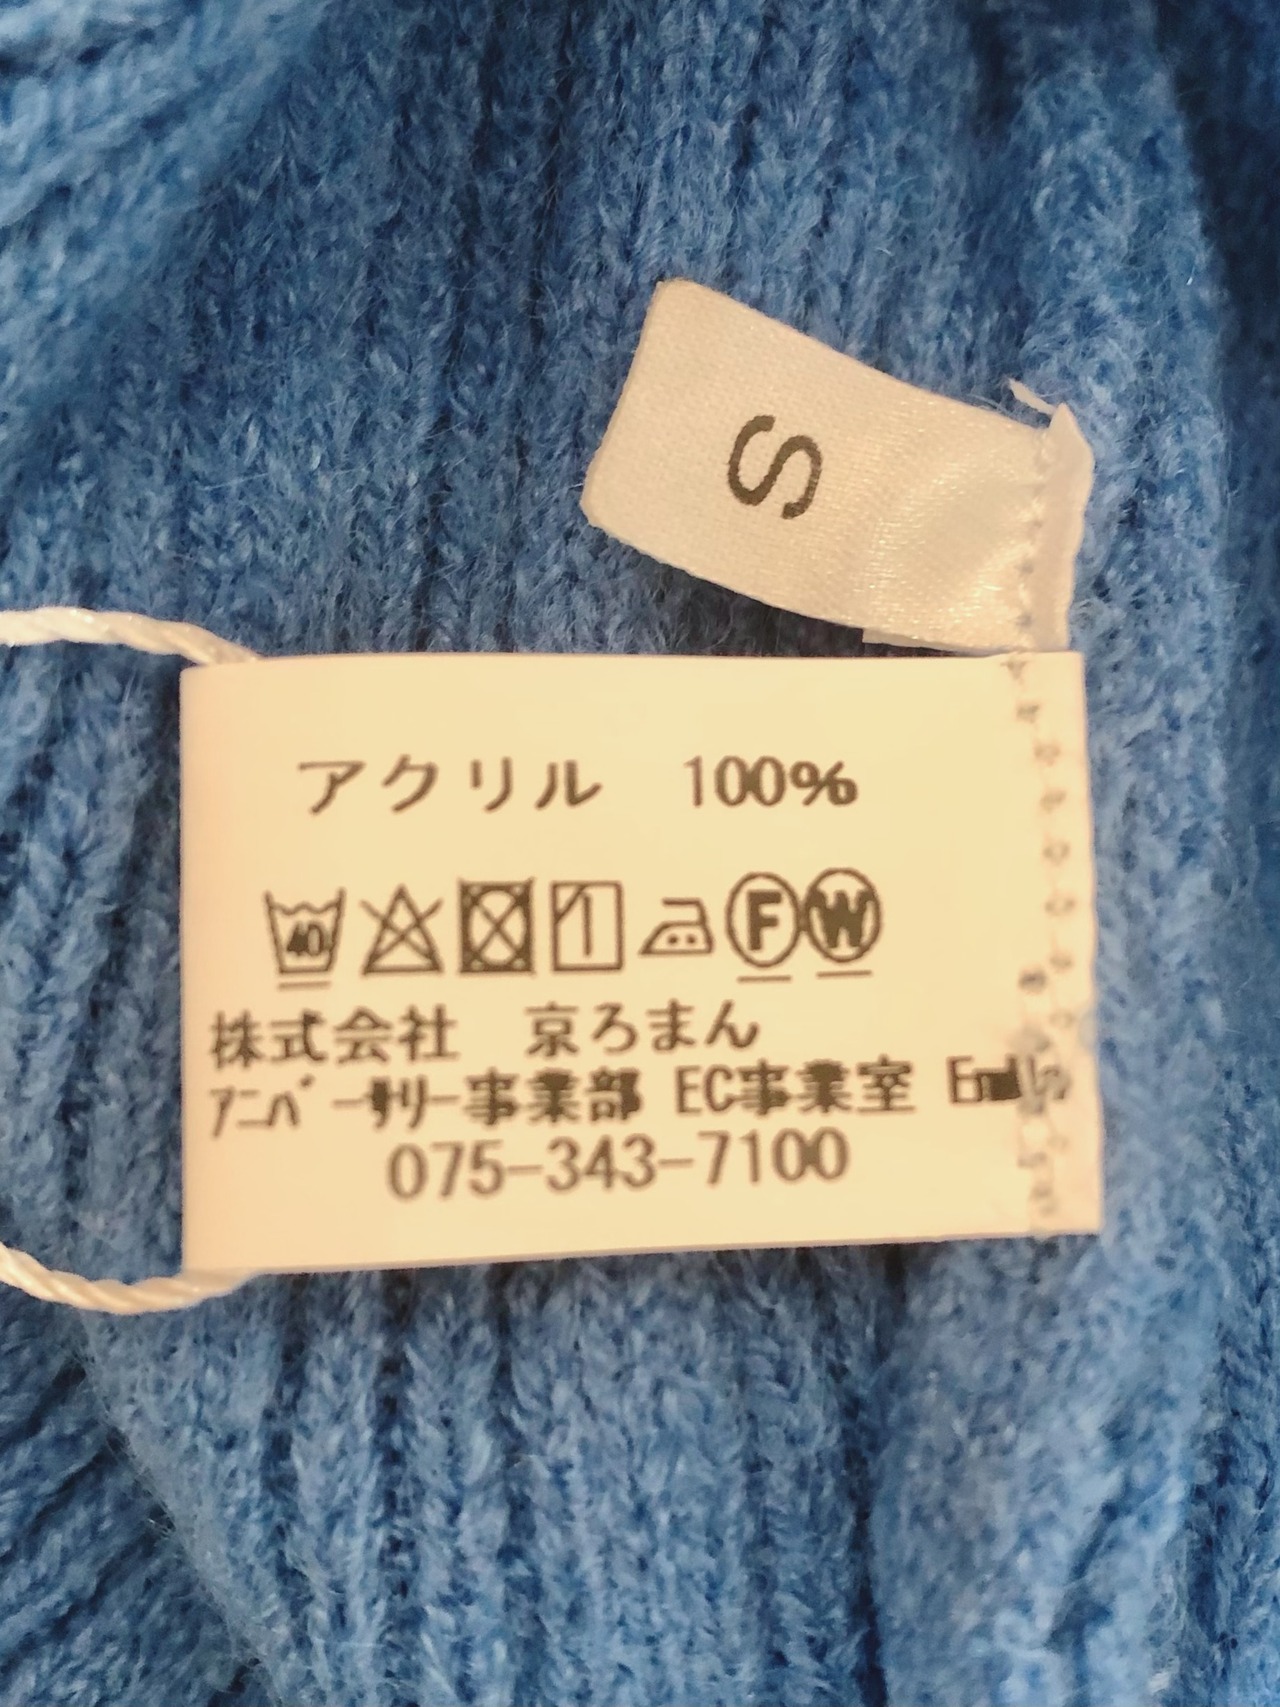 S
アクリル 100%
40 F W
株式会社 京ろまん
ｱﾆﾊﾞｰｻﾘｰ事業部 EC事業室
075-343-7100